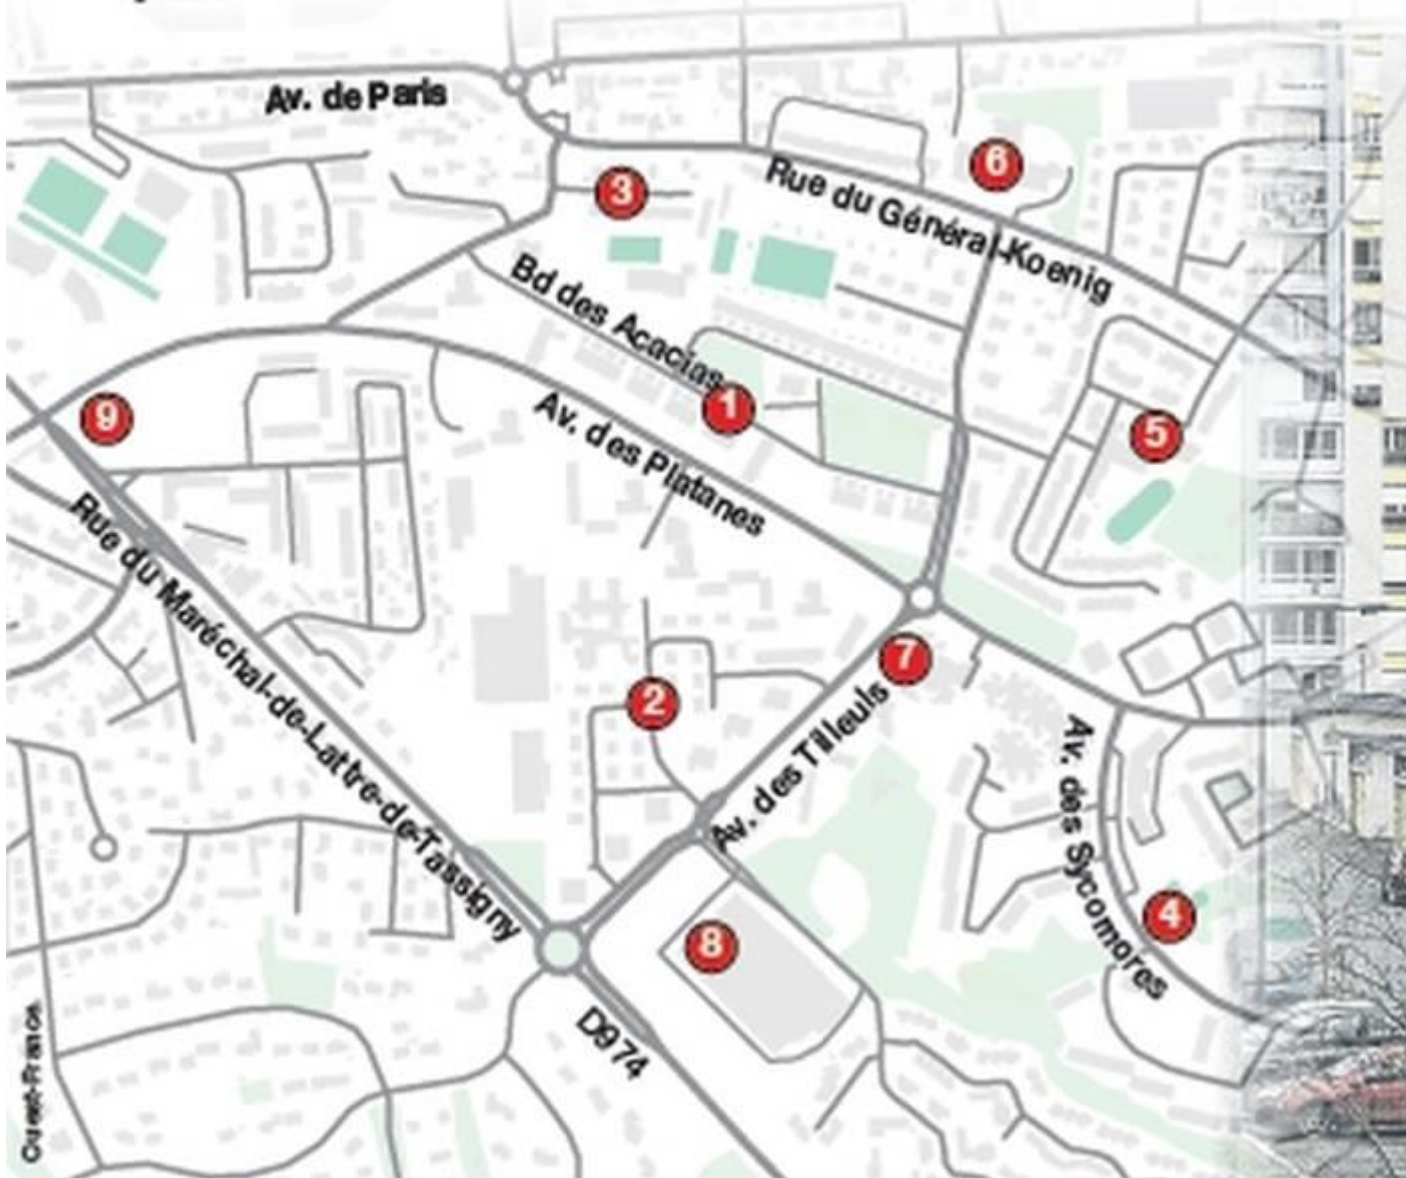 Av. de Paris
3
6
Rue du Général-Koenig
Bd des Acacias
1
9
5
Av. des Platanes
Rue du Maréchal-de-Lattre-de-Tassigny
7
2
Av. des Tilleuls
Av. des Sycomores
4
8
D974
Ouest-France